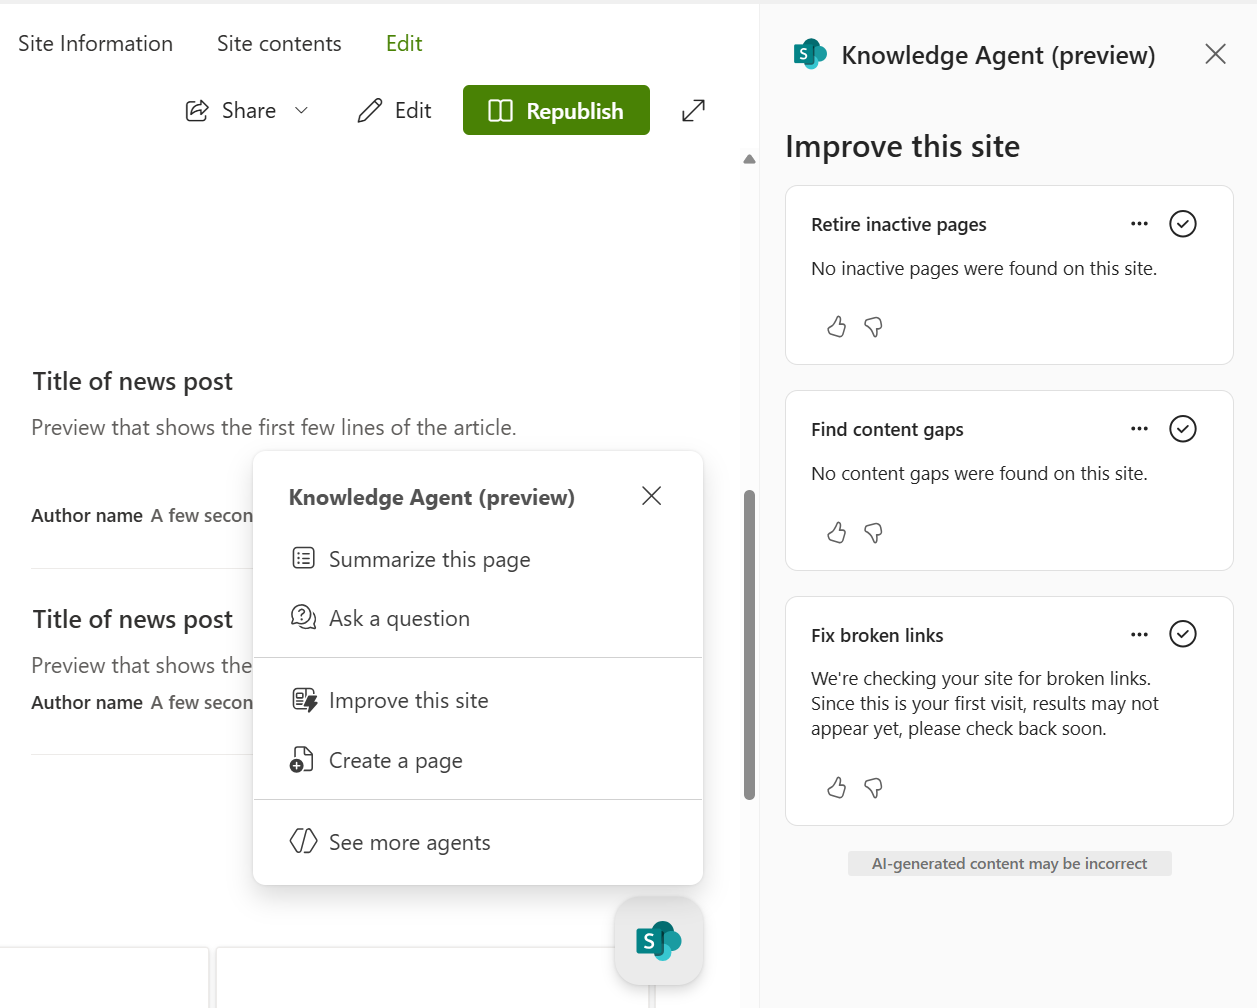 Site Information Site contents Edit
Share Edit Republish
Title of news post
Preview that shows the first few lines of the article.
Author name A few secon
Title of news post
Preview that shows the
Author name A few secon
Knowledge Agent (preview)
Summarize this page
Ask a question
Improve this site
Create a page
See more agents
S
S Knowledge Agent (preview)
Improve this site
Retire inactive pages
No inactive pages were found on this site.
Find content gaps
No content gaps were found on this site.
Fix broken links
We're checking your site for broken links.
Since this is your first visit, results may not
appear yet, please check back soon.
AI-generated content may be incorrect